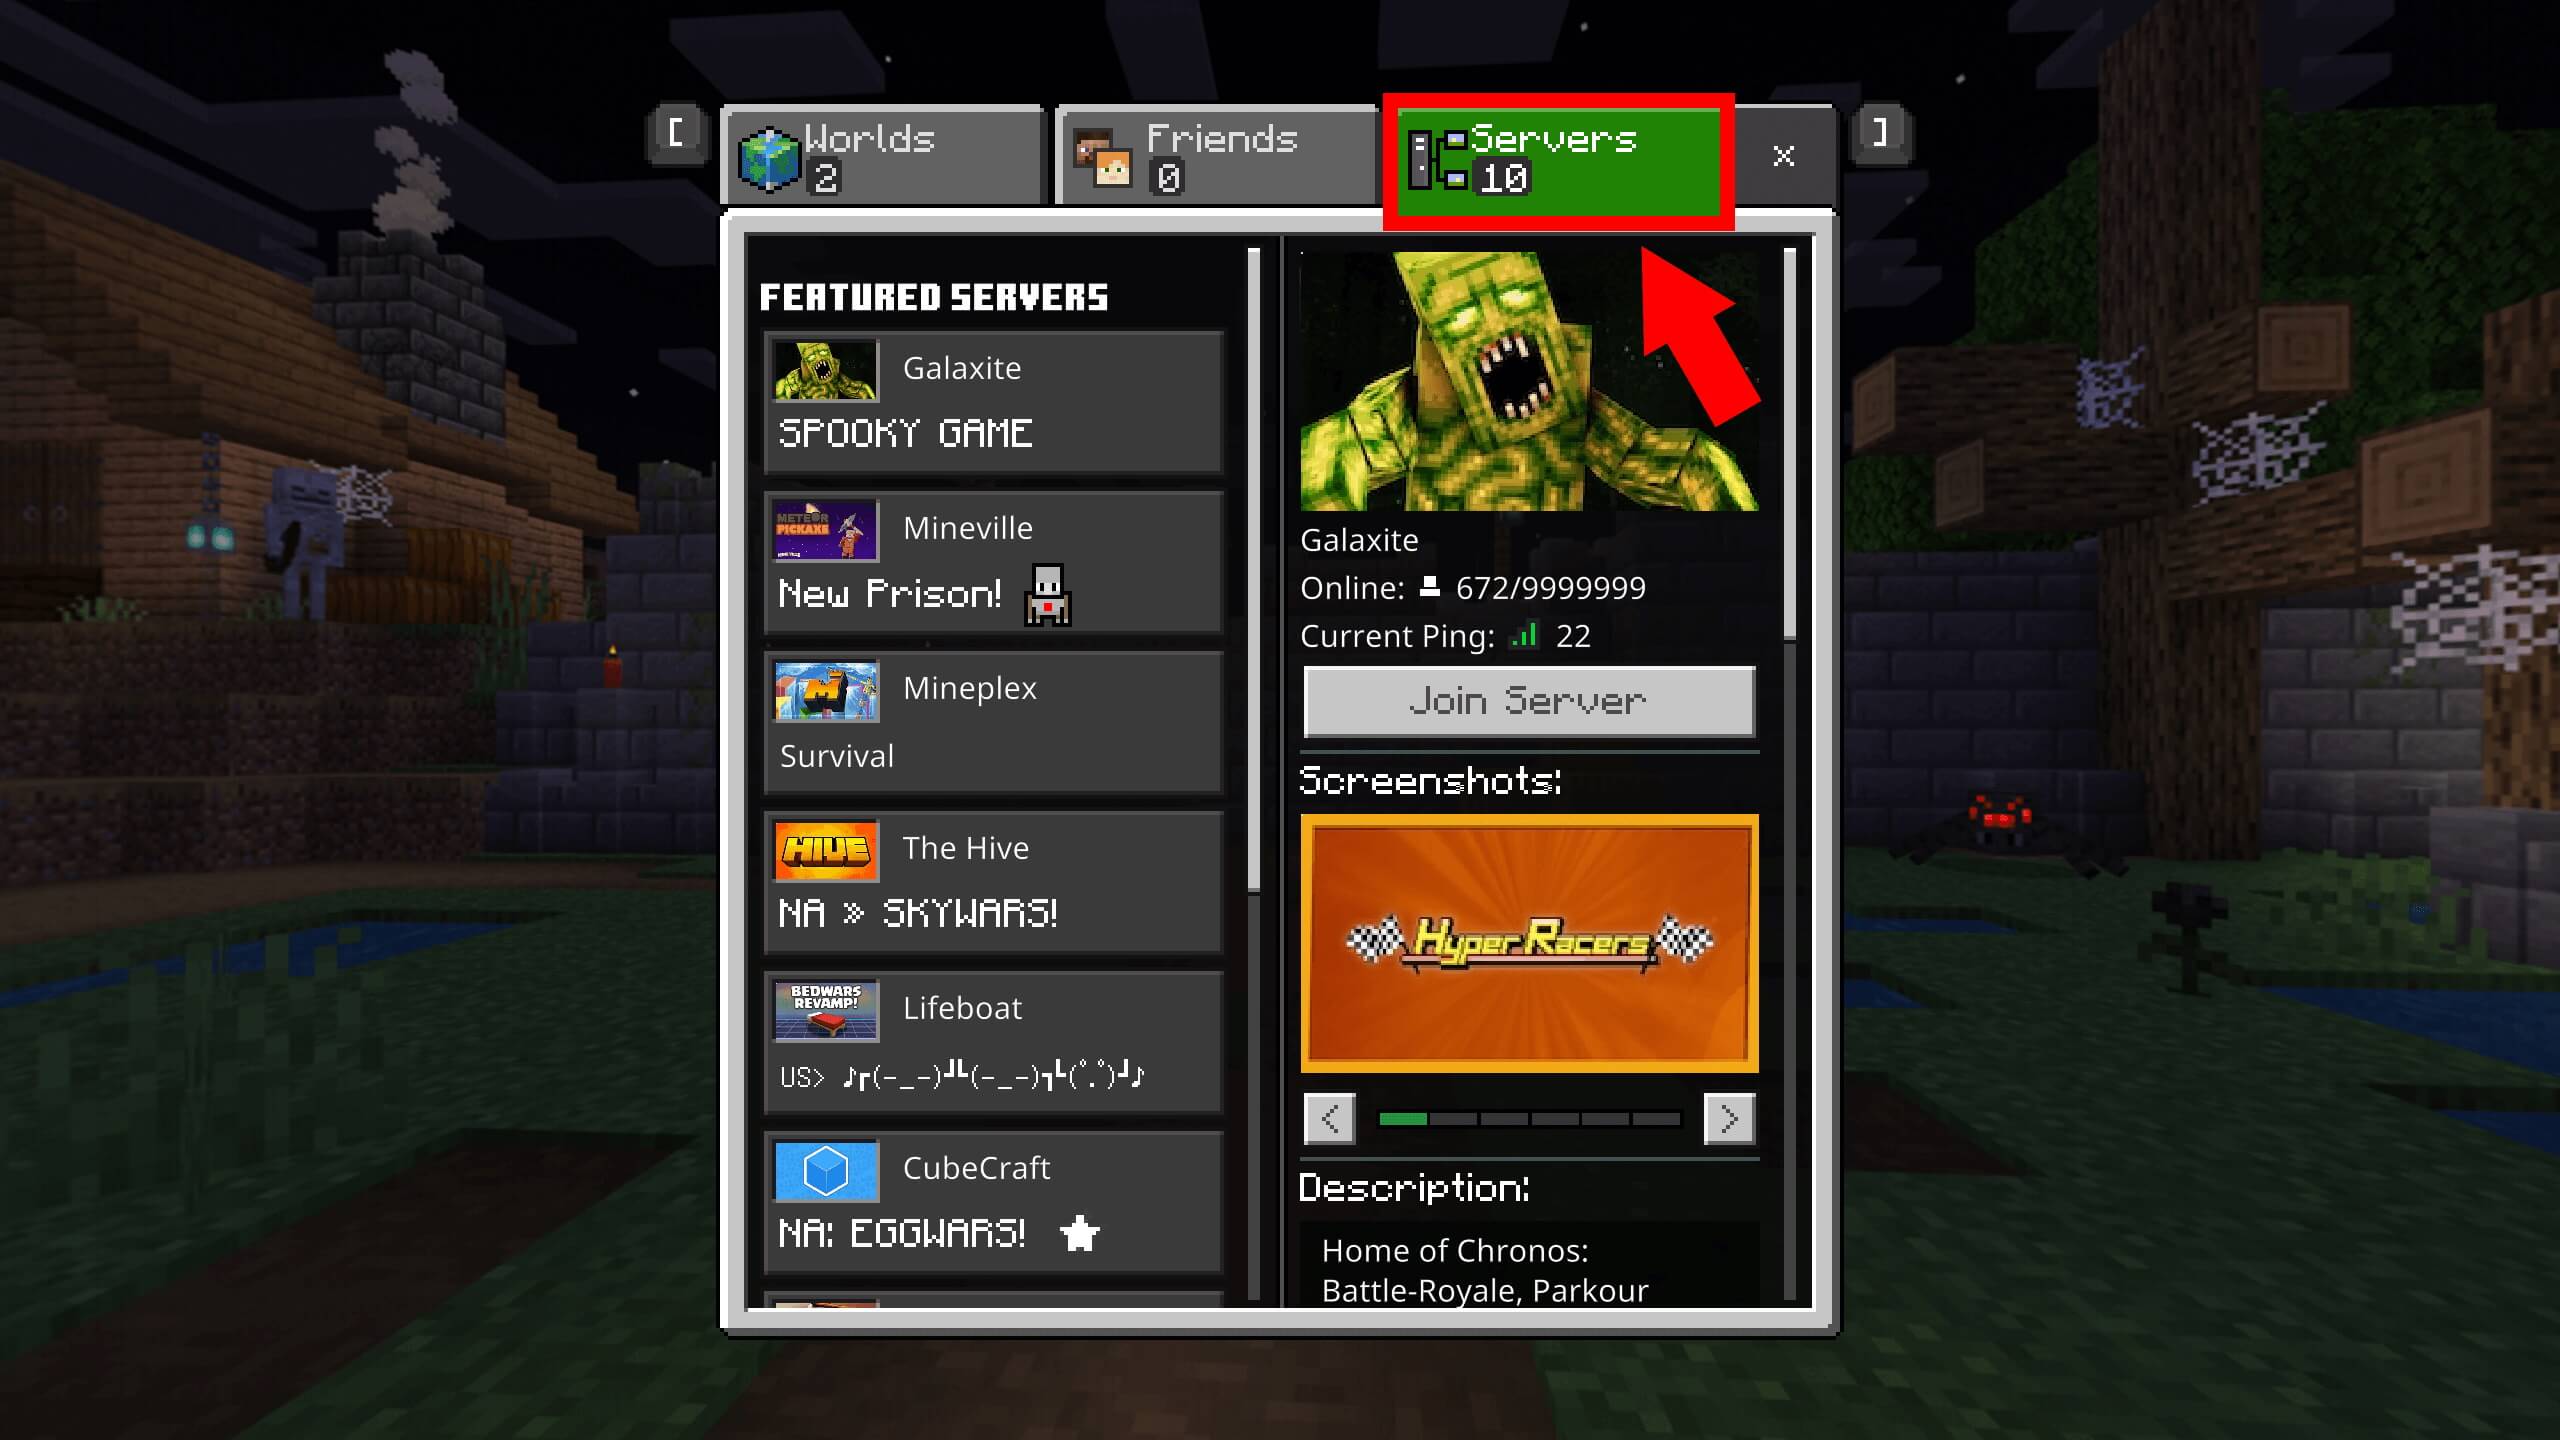 [
Worlds
2
Friends
0
Servers
10
×
]
FEATURED SERVERS
Galaxite
SPOOKY GAME
METEOR
PICKAXE
Mineville
New Prison!
Mineplex
Survival
HIVE
The Hive
NA » SKYWARS!
BEDWARS
REVAMP!
Lifeboat
US> ♪┏(-_-)┛┗(-_-)┓┗(˚.˚)┛♪
CubeCraft
NA: EGGWARS! ★
Galaxite
Online: 672/9999999
Current Ping: 22
Join Server
Screenshots:
Hyper Racers
< >
Description:
Home of Chronos:
Battle-Royale, Parkour